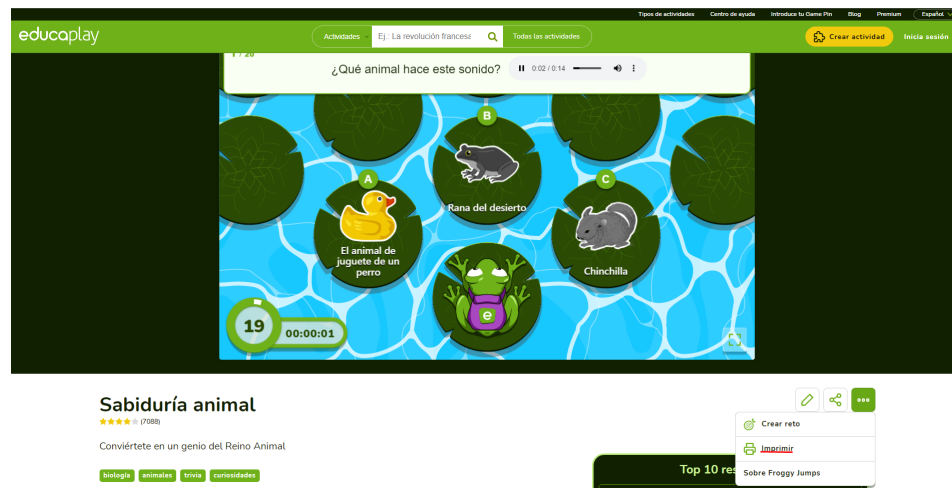 Tipos de actividades Centro de ayuda Introduce tu Game Pin Blog Premium Español
educaplay
Actividades Ej.: La revolución francesa Todas las actividades
Crear actividad Inicia sesión
1 / 20
¿Qué animal hace este sonido? 0:02 / 0:14
B
A
C
Rana del desierto
El animal de
juguete de un
perro
Chinchilla
e
19 00:00:01
Sabiduría animal
(7088)
Crear reto
Conviértete en un genio del Reino Animal
Imprimir
Top 10
Sobre Froggy Jumps
biología animales trivia curiosidades